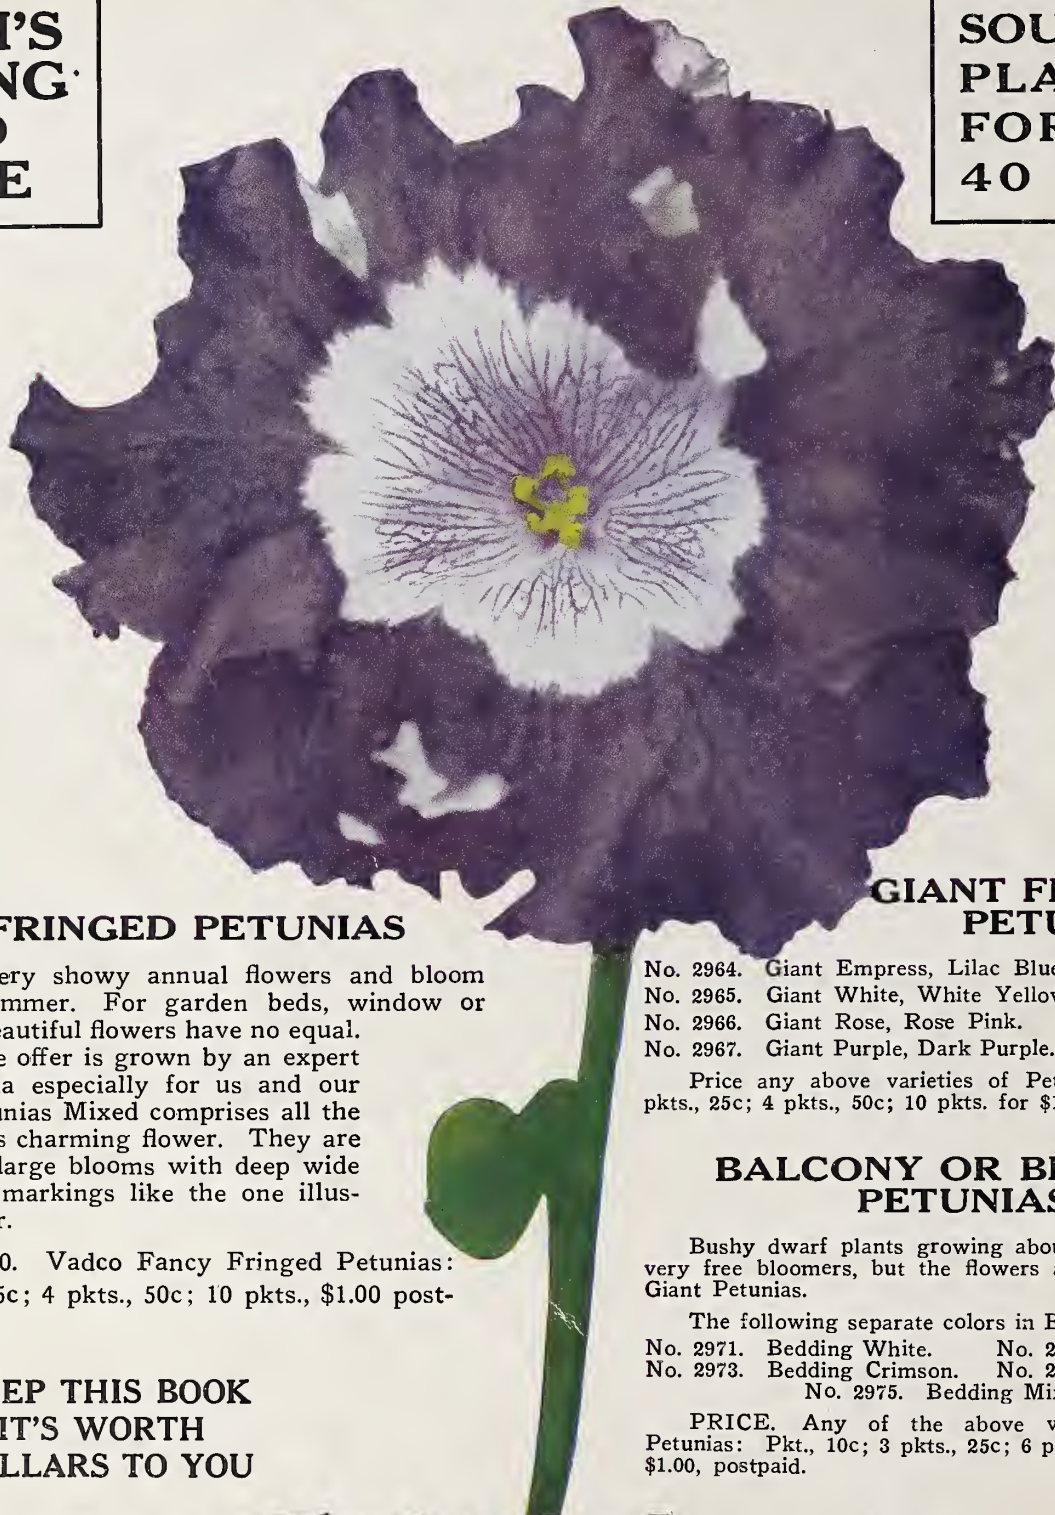 I'S
NG
E
SOU
PLA
FOR
40
FRINGED PETUNIAS
ery showy annual flowers and bloom
mmer. For garden beds, window or
eautiful flowers have no equal.
e offer is grown by an expert
a especially for us and our
unias Mixed comprises all the
s charming flower. They are
large blooms with deep wide
markings like the one illus-
r.
0. Vadco Fancy Fringed Petunias:
5c; 4 pkts., 50c; 10 pkts., $1.00 post-
EP THIS BOOK
IT'S WORTH
LLARS TO YOU
GIANT FL
PETU
No. 2964. Giant Empress, Lilac Blue
No. 2965. Giant White, White Yellow
No. 2966. Giant Rose, Rose Pink.
No. 2967. Giant Purple, Dark Purple.
Price any above varieties of Pet
pkts., 25c; 4 pkts., 50c; 10 pkts. for $1
BALCONY OR BE
PETUNIAS
Bushy dwarf plants growing abou
very free bloomers, but the flowers a
Giant Petunias.
The following separate colors in B
No. 2971. Bedding White. No. 2
No. 2973. Bedding Crimson. No. 2
No. 2975. Bedding Mix
PRICE. Any of the above v
Petunias: Pkt., 10c; 3 pkts., 25c; 6 p
$1.00, postpaid.